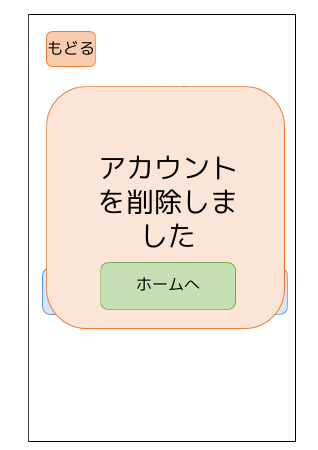 もどる
アカウント
を削除しま
した
ホームへ